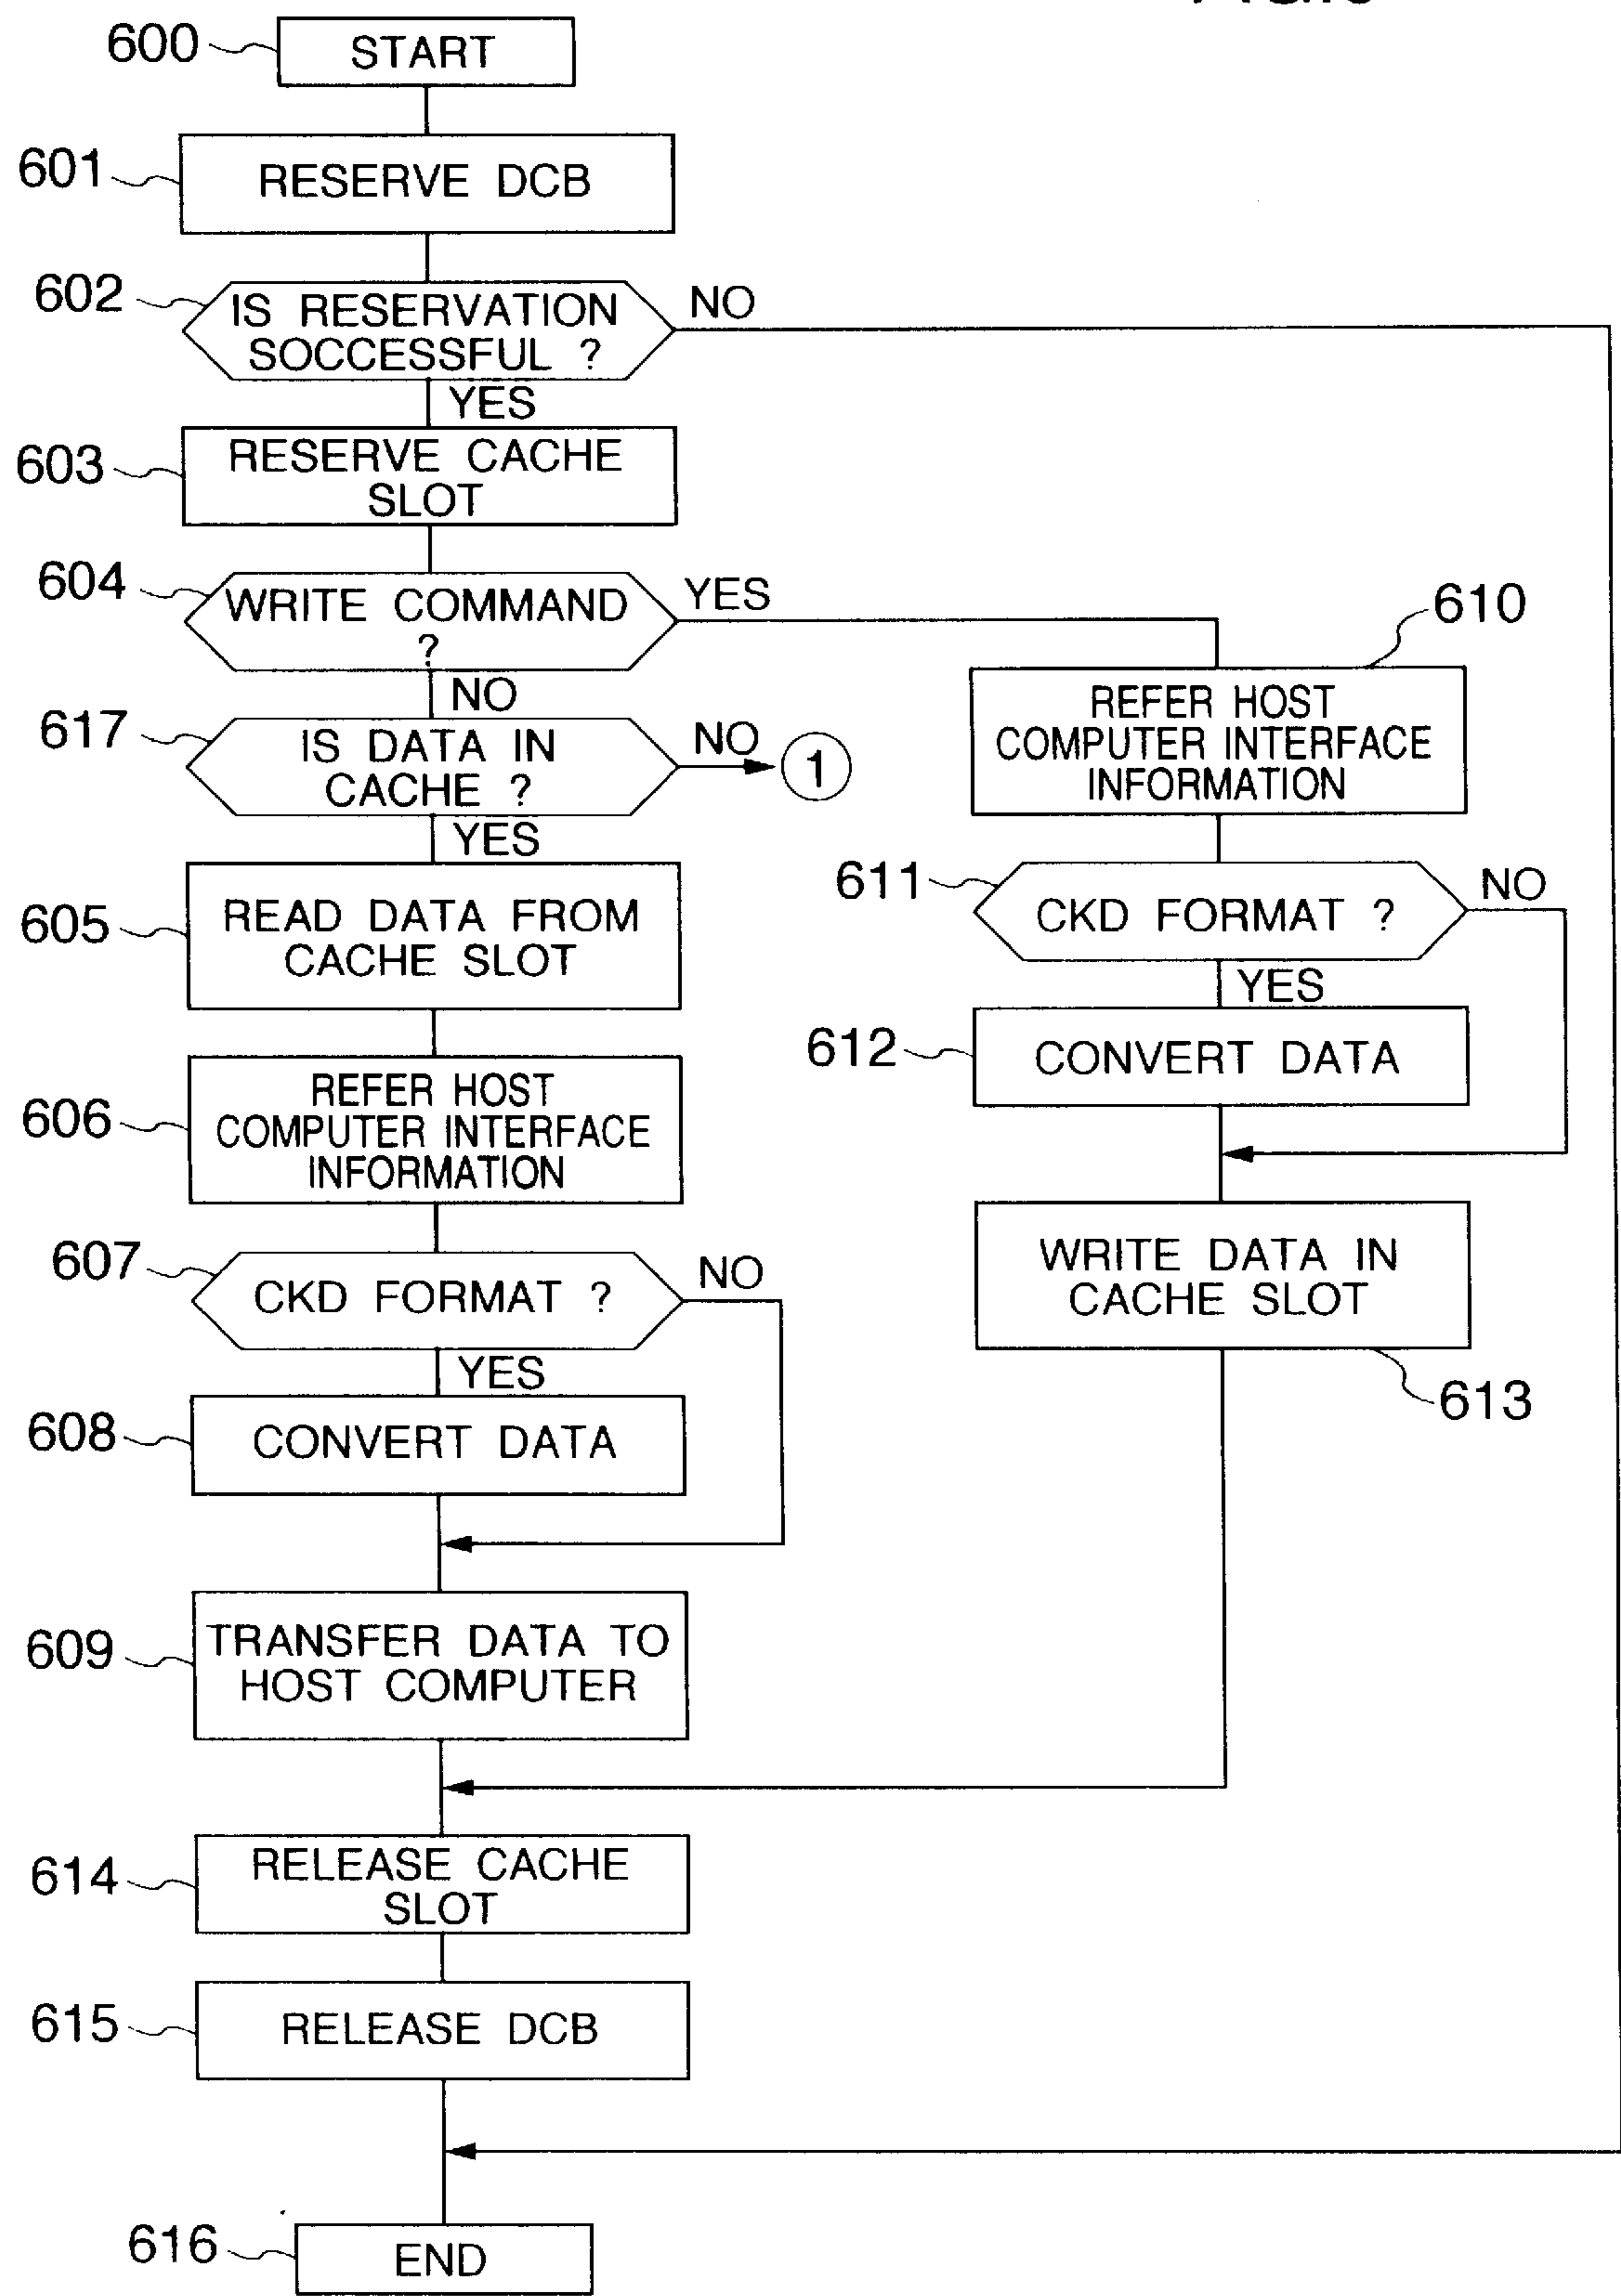 600
START
601
RESERVE DCB
602
IS RESERVATION
SOCCESSFUL ?
NO
YES
603
RESERVE CACHE
SLOT
604
WRITE COMMAND
?
YES
NO
610
REFER HOST
COMPUTER INTERFACE
INFORMATION
617
IS DATA IN
CACHE ?
NO
1
YES
611
CKD FORMAT ?
NO
YES
605
READ DATA FROM
CACHE SLOT
612
CONVERT DATA
606
REFER HOST
COMPUTER INTERFACE
INFORMATION
WRITE DATA IN
CACHE SLOT
613
607
CKD FORMAT ?
NO
YES
608
CONVERT DATA
609
TRANSFER DATA TO
HOST COMPUTER
614
RELEASE CACHE
SLOT
615
RELEASE DCB
616
END